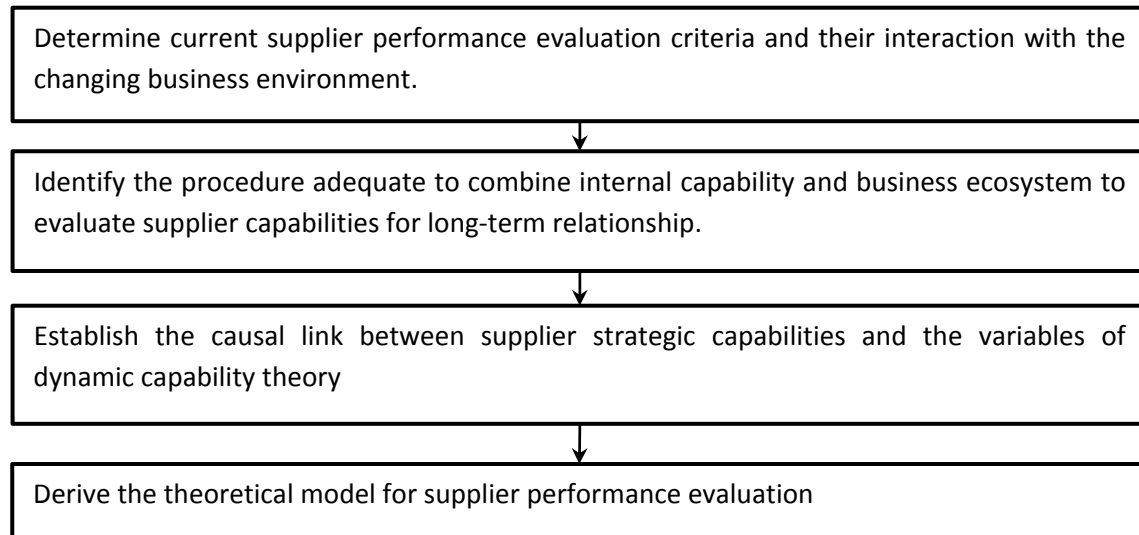 Determine current supplier performance evaluation criteria and their interaction with the
changing business environment.
Identify the procedure adequate to combine internal capability and business ecosystem to
evaluate supplier capabilities for long-term relationship.
Establish the causal link between supplier strategic capabilities and the variables of
dynamic capability theory
Derive the theoretical model for supplier performance evaluation